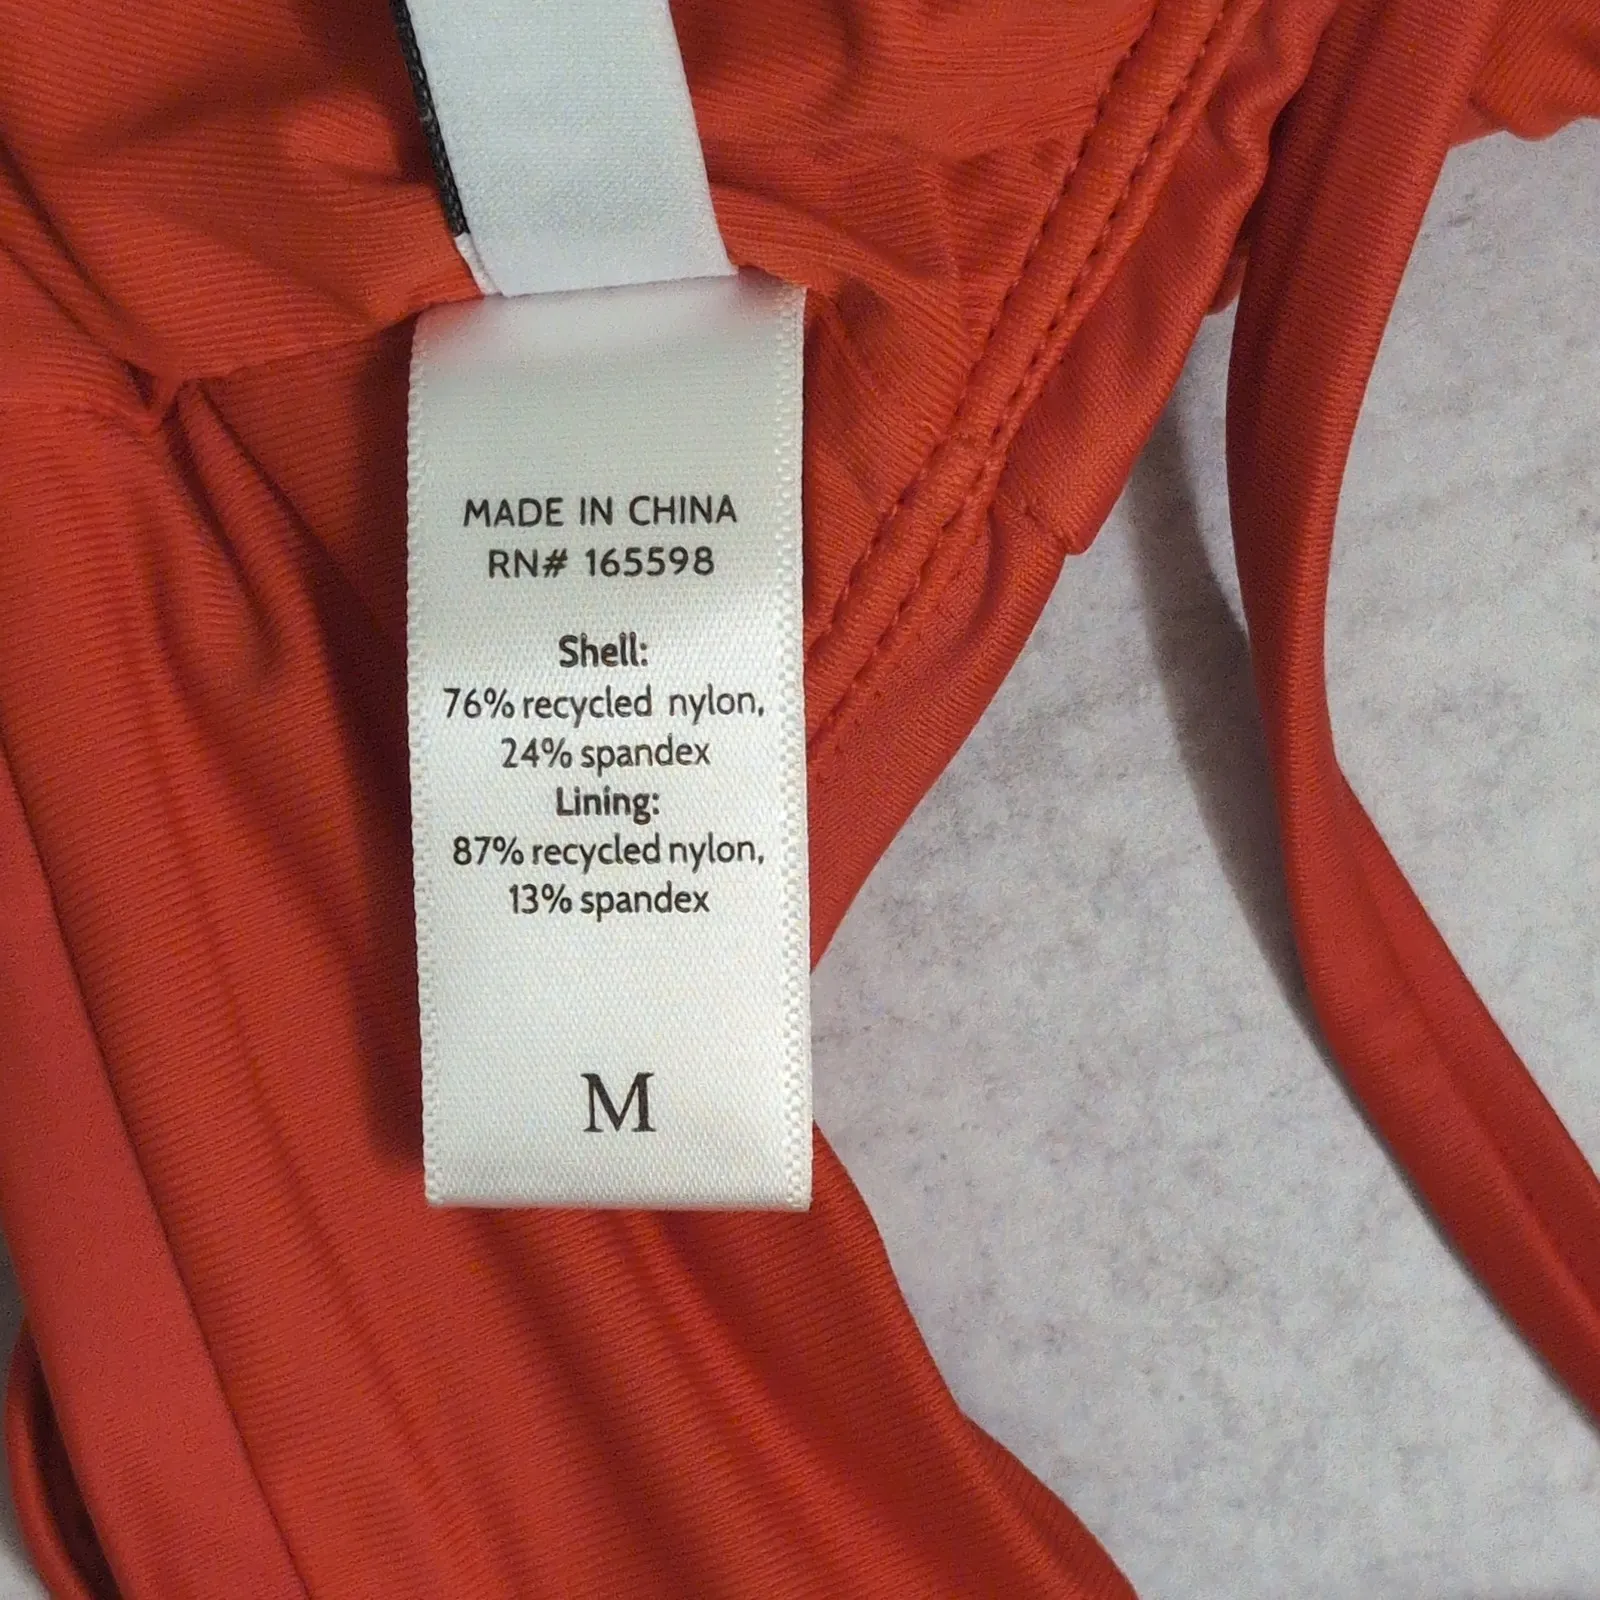 MADE IN CHINA
RN# 165598
Shell:
76% recycled nylon,
24% spandex
Lining:
87% recycled nylon,
13% spandex
M